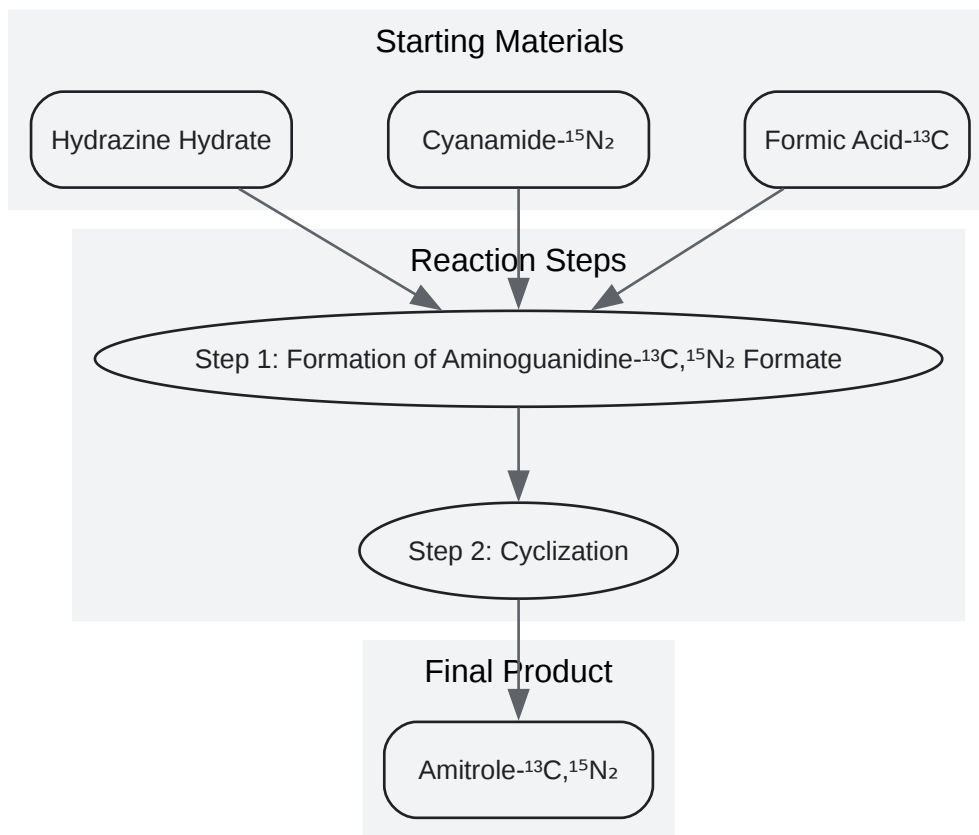 Starting Materials
Hydrazine Hydrate
Cyanamide-¹⁵N₂
Formic Acid-¹³C
Reaction Steps
Step 1: Formation of Aminoguanidine-¹³C,¹⁵N₂ Formate
Step 2: Cyclization
Final Product
Amitrole-¹³C,¹⁵N₂